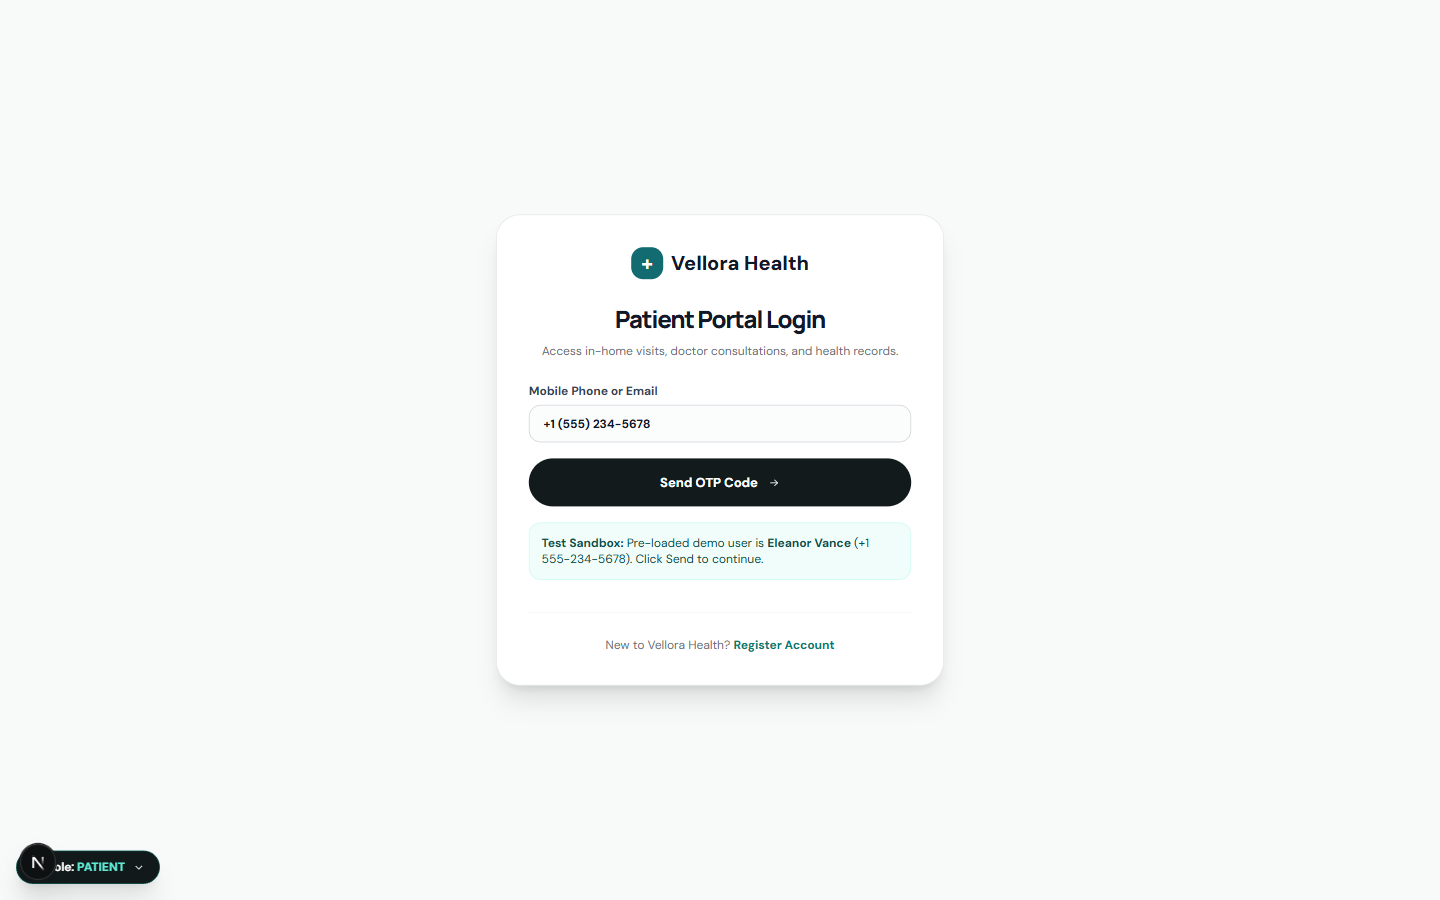 + Vellora Health
Patient Portal Login
Access in-home visits, doctor consultations, and health records.
Mobile Phone or Email
+1 (555) 234-5678
Send OTP Code →
Test Sandbox: Pre-loaded demo user is Eleanor Vance (+1
555-234-5678). Click Send to continue.
New to Vellora Health? Register Account
N
PATIENT